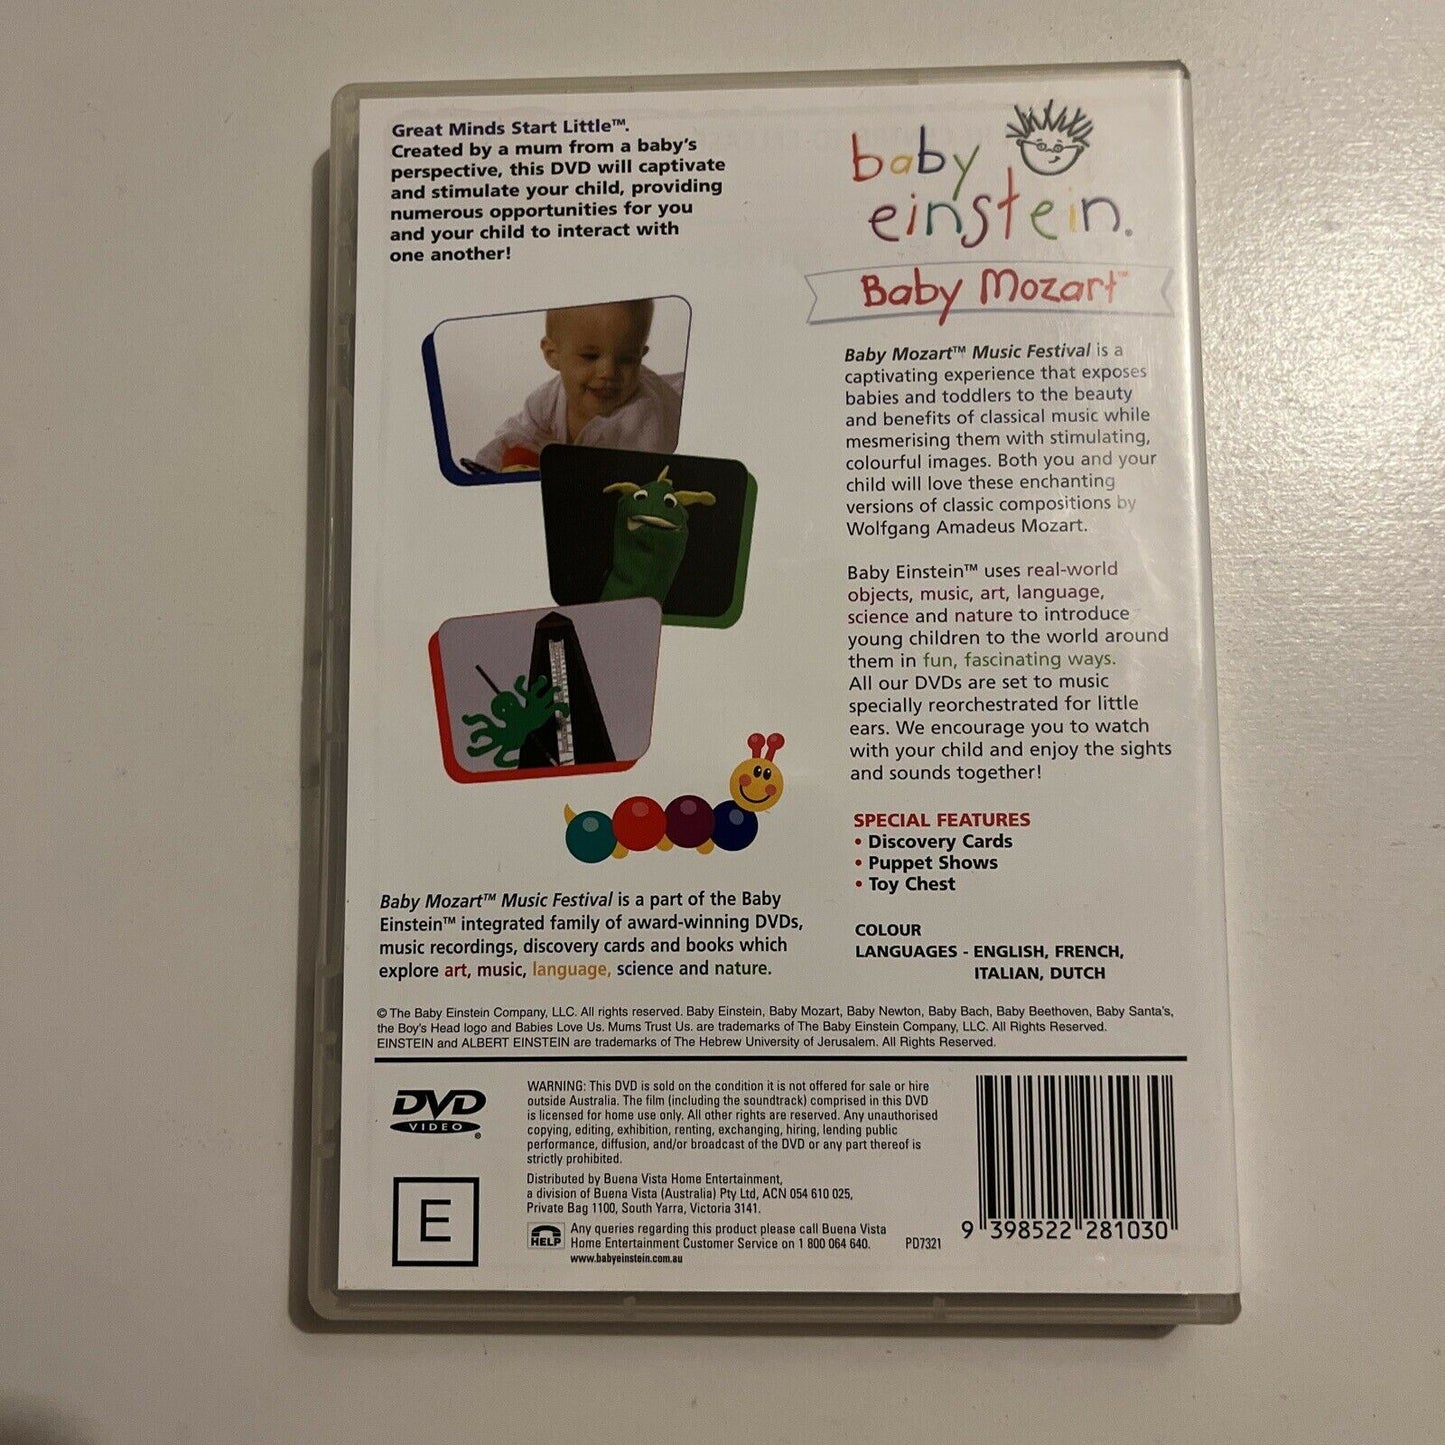 Great Minds Start Little™.
Created by a mum from a baby's
perspective, this DVD will captivate
and stimulate your child, providing
numerous opportunities for you
and your child to interact with
one another!
baby
einstein®
Baby Mozart™
Baby Mozart™ Music Festival is a
captivating experience that exposes
babies and toddlers to the beauty
and benefits of classical music while
mesmerising them with stimulating,
colourful images. Both you and your
child will love these enchanting
versions of classic compositions by
Wolfgang Amadeus Mozart.
Baby Einstein™ uses real-world
objects, music, art, language,
science and nature to introduce
young children to the world around
them in fun, fascinating ways.
All our DVDs are set to music
specially reorchestrated for little
ears. We encourage you to watch
with your child and enjoy the sights
and sounds together!
SPECIAL FEATURES
• Discovery Cards
• Puppet Shows
• Toy Chest
COLOUR
LANGUAGES - ENGLISH, FRENCH,
ITALIAN, DUTCH
Baby Mozart™ Music Festival is a part of the Baby
Einstein™ integrated family of award-winning DVDs,
music recordings, discovery cards and books which
explore art, music, language, science and nature.
© The Baby Einstein Company, LLC. All rights reserved. Baby Einstein, Baby Mozart, Baby Newton, Baby Bach, Baby Beethoven, Baby Santa's,
the Boy's Head logo and Babies Love Us. Mums Trust Us. are trademarks of The Baby Einstein Company, LLC. All Rights Reserved.
EINSTEIN and ALBERT EINSTEIN are trademarks of The Hebrew University of Jerusalem. All Rights Reserved.
DVD
VIDEO®
E
WARNING: This DVD is sold on the condition it is not offered for sale or hire
outside Australia. The film (including the soundtrack) comprised in this DVD
is licensed for home use only. All other rights are reserved. Any unauthorised
copying, editing, exhibition, renting, exchanging, hiring, lending public
performance, diffusion, and/or broadcast of the DVD or any part thereof is
strictly prohibited.
Distributed by Buena Vista Home Entertainment,
a division of Buena Vista (Australia) Pty Ltd, ACN 054 610 025,
Private Bag 1100, South Yarra, Victoria 3141.
HELP
Any queries regarding this product please call Buena Vista
Home Entertainment Customer Service on 1 800 064 640.
www.babyeinstein.com.au
PD7321
9 398522 281030